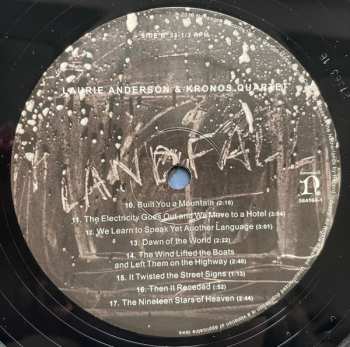 SIDE B 33-1/3 RPM
LAURIE ANDERSON & KRONOS QUARTET
LANDFALL
N
564164-1
10. Built You a Mountain (2:16)
11. The Electricity Goes Out and We Move to a Hotel (3:54)
12. We Learn to Speak Yet Another Language (3:01)
13. Dawn of the World (2:22)
14. The Wind Lifted the Boats
and Left Them on the Highway (2:46)
15. It Twisted the Street Signs (1:13)
16. Then It Receded (:52)
17. The Nineteen Stars of Heaven (2:44)